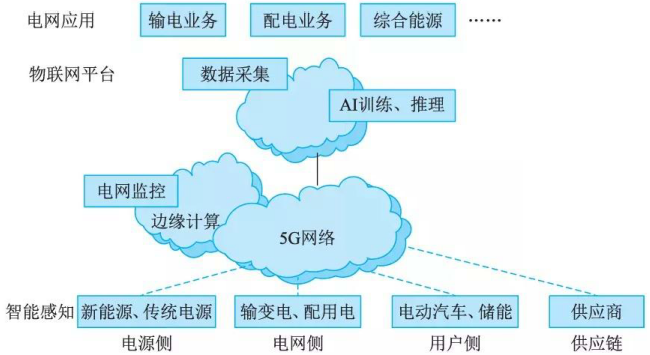 电网应用 输电业务 配电业务 综合能源 ……
物联网平台 数据采集
AI训练、推理
电网监控
边缘计算
5G网络
智能感知 新能源、传统电源 输变电、配用电 电动汽车、储能 供应商
电源侧 电网侧 用户侧 供应链